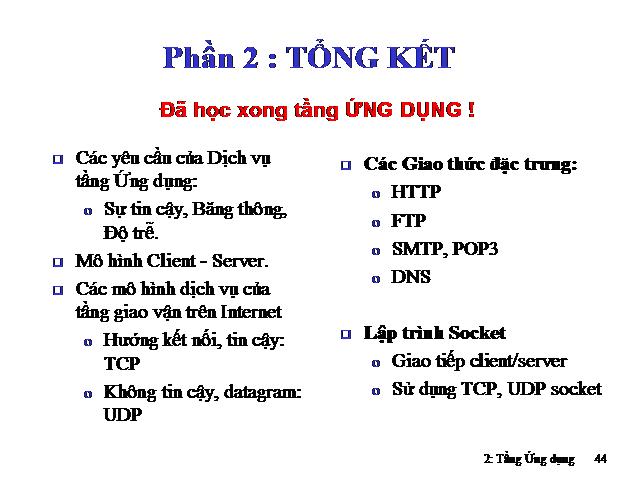 Phần 2 : TỔNG KẾT
Đã học xong tầng ỨNG DỤNG !
Các yêu cầu của Dịch vụ
tầng Ứng dụng:
Sự tin cậy, Băng thông,
Độ trễ.
Mô hình Client - Server.
Các mô hình dịch vụ của
tầng giao vận trên Internet
Hướng kết nối, tin cậy:
TCP
Không tin cậy, datagram:
UDP
Các Giao thức đặc trưng:
HTTP
FTP
SMTP, POP3
DNS
Lập trình Socket
Giao tiếp client/server
Sử dụng TCP, UDP socket
2: Tầng Ứng dụng 44